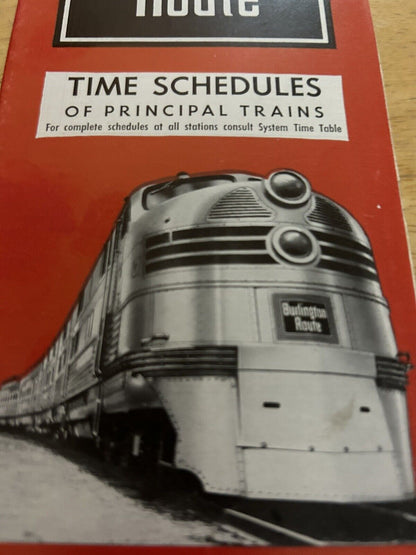 Route
TIME SCHEDULES
OF PRINCIPAL TRAINS
For complete schedules at all stations consult System Time Table
Burlington
Route